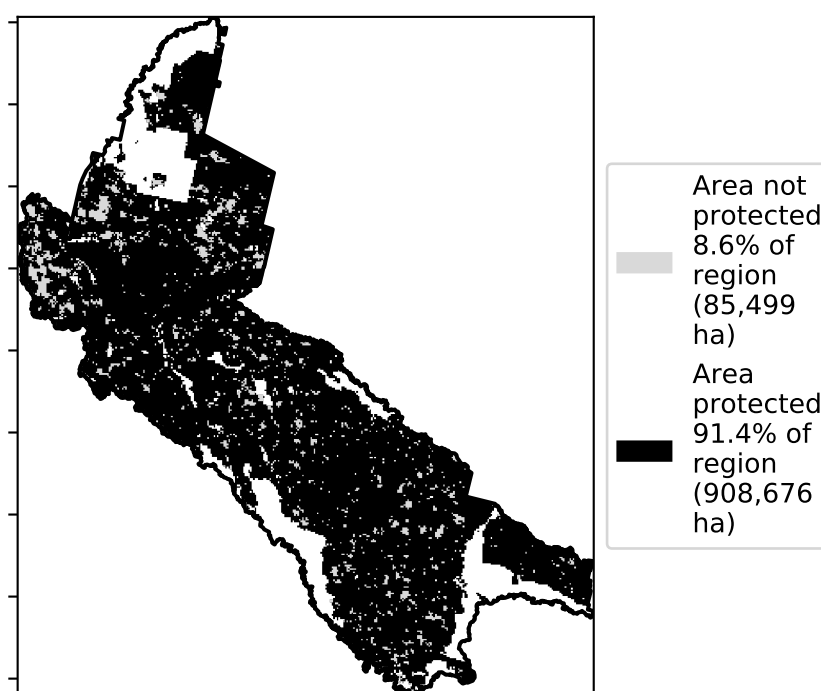 Area not
protected
8.6% of
region
(85,499
ha)
Area
protected
91.4% of
region
(908,676
ha)